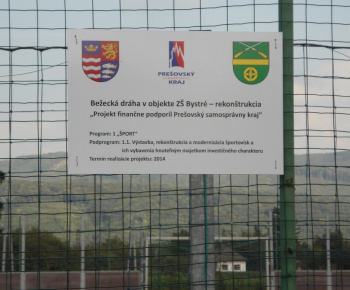 PREŠOVSKÝ
KRAJ
Bežecká dráha v objekte ZŠ Bystré – rekonštrukcia
„Projekt finančne podporil Prešovský samosprávny kraj"
Program: 1 „ŠPORT"
Podprogram: 1.1. Výstavba, rekonštrukcia a modernizácia športovísk a
ich vybavenia hnuteľným majetkom investičného charakteru
Termín realizácie projektu: 2014